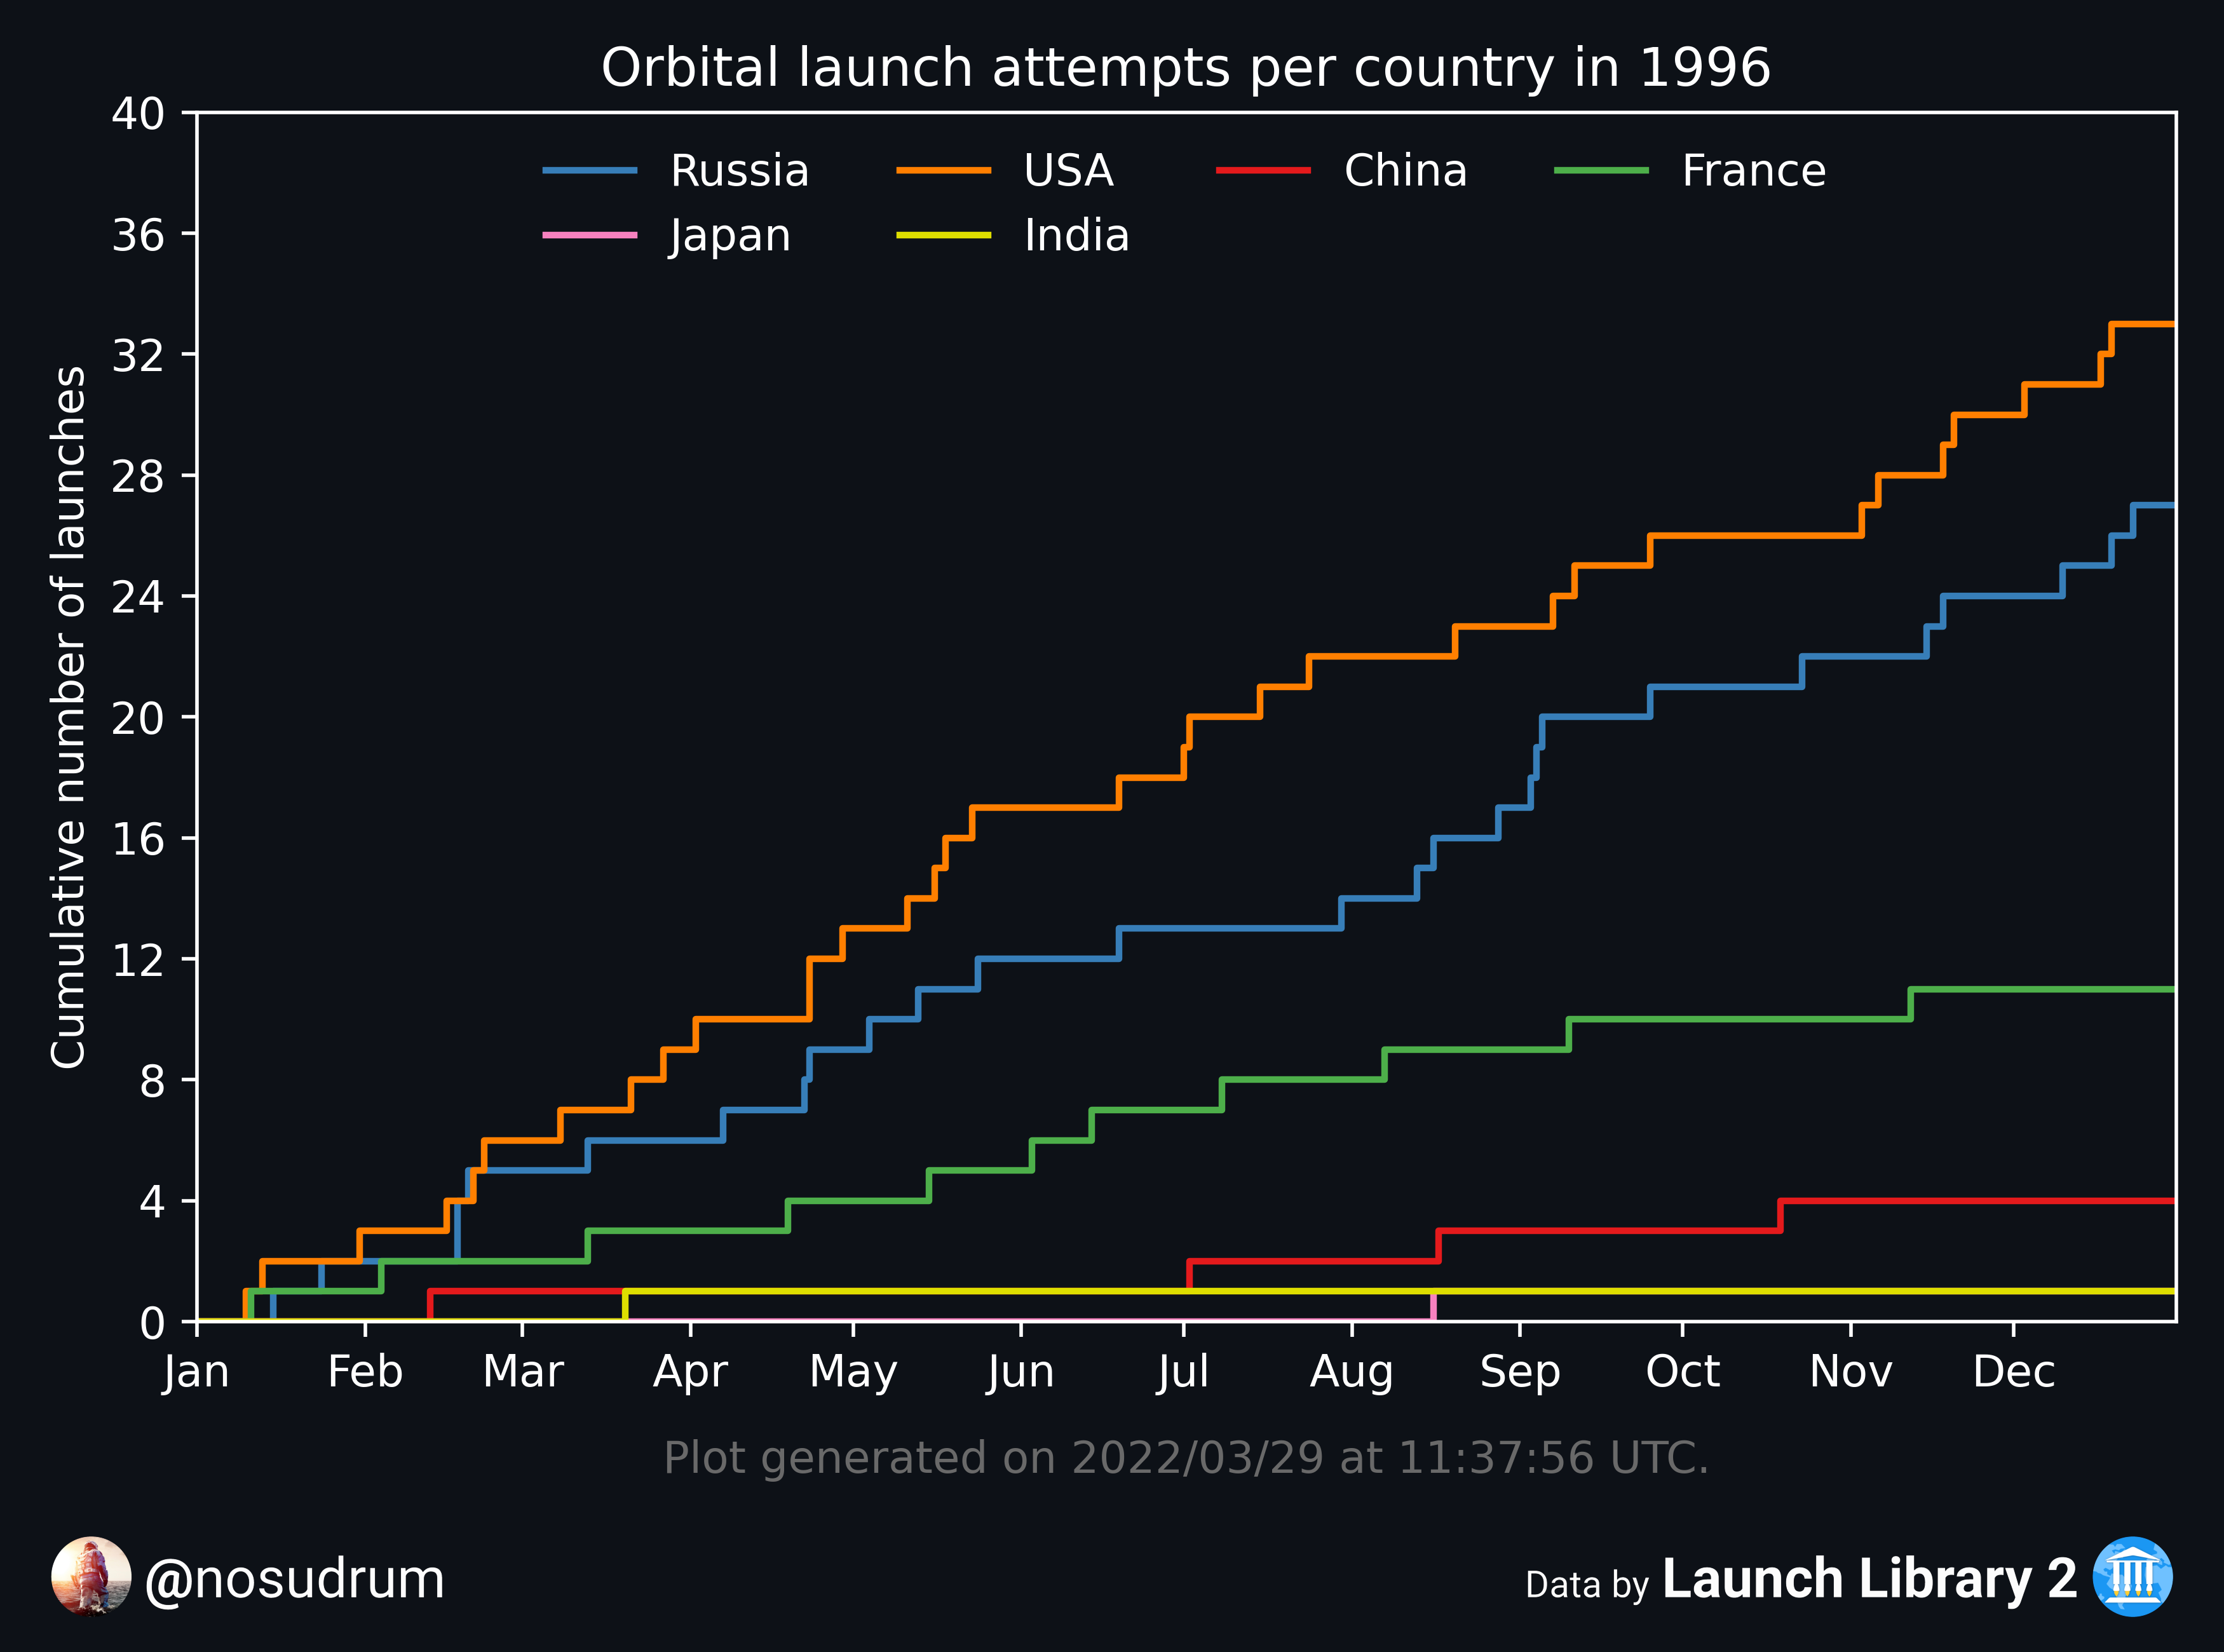 Orbital launch attempts per country in 1996
Russia USA China France
Japan India
Cumulative number of launches
40
36
32
28
24
20
16
12
8
4
0
Jan Feb Mar Apr May Jun Jul Aug Sep Oct Nov Dec
Plot generated on 2022/03/29 at 11:37:56 UTC.
@nosudrum
Data by Launch Library 2